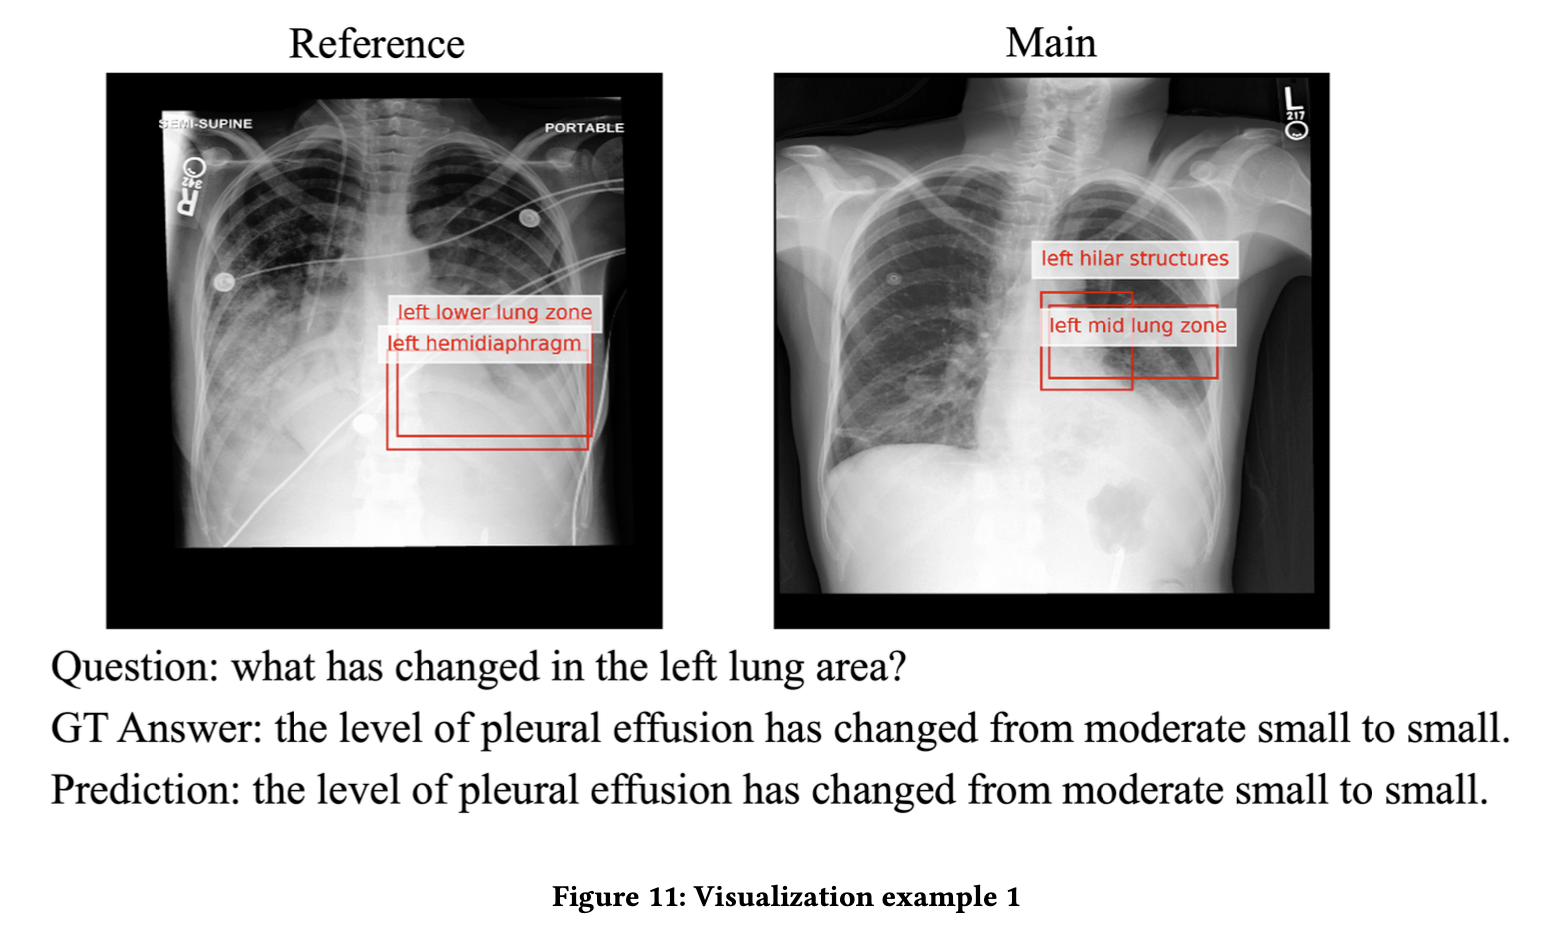 Reference
Main
SEMI-SUPINE
PORTABLE
R
L
217
left lower lung zone
left hemidiaphragm
left hilar structures
left mid lung zone
Question: what has changed in the left lung area?
GT Answer: the level of pleural effusion has changed from moderate small to small.
Prediction: the level of pleural effusion has changed from moderate small to small.
Figure 11: Visualization example 1